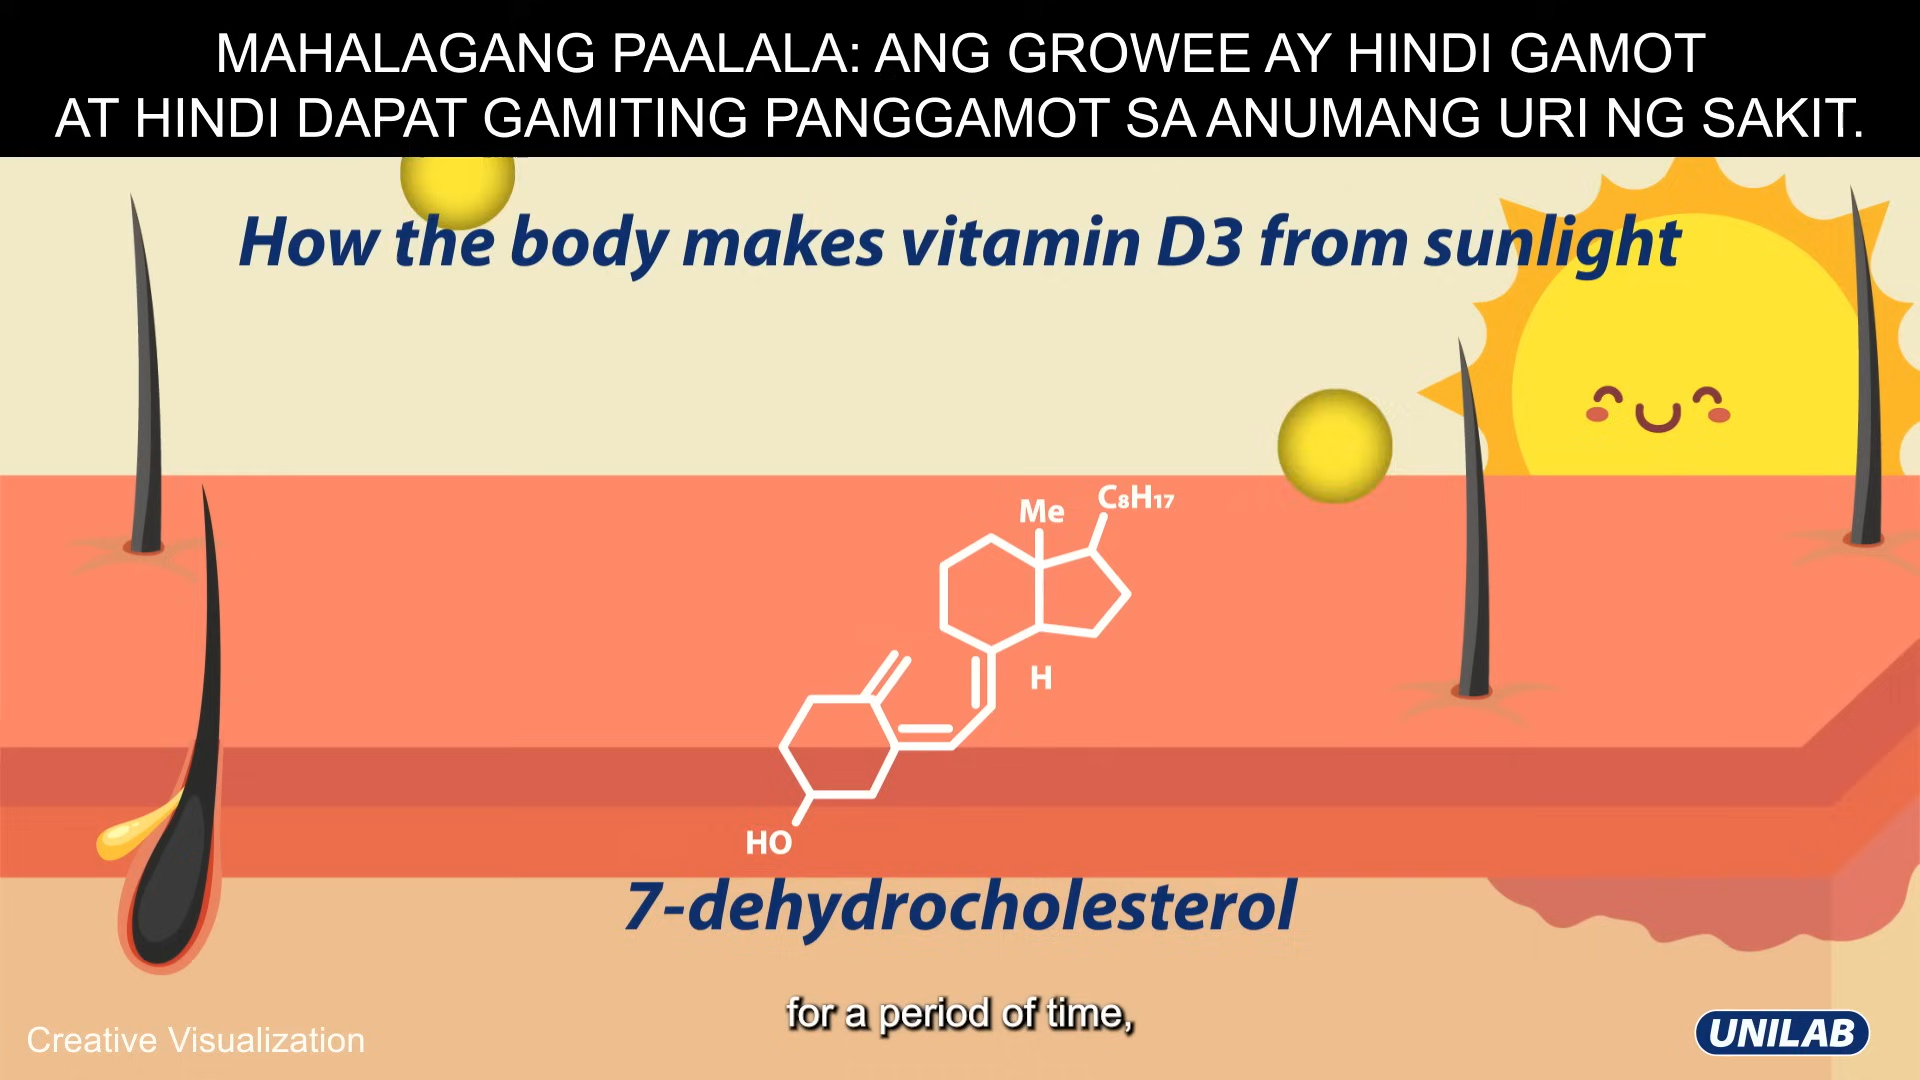 MAHALAGANG PAALALA: ANG GROWEE AY HINDI GAMOT
AT HINDI DAPAT GAMITING PANGGAMOT SA ANUMANG URI NG SAKIT.
How the body makes vitamin D3 from sunlight
Me
C₈H₁₇
H
HO
7-dehydrocholesterol
for a period of time,
Creative Visualization
UNILAB